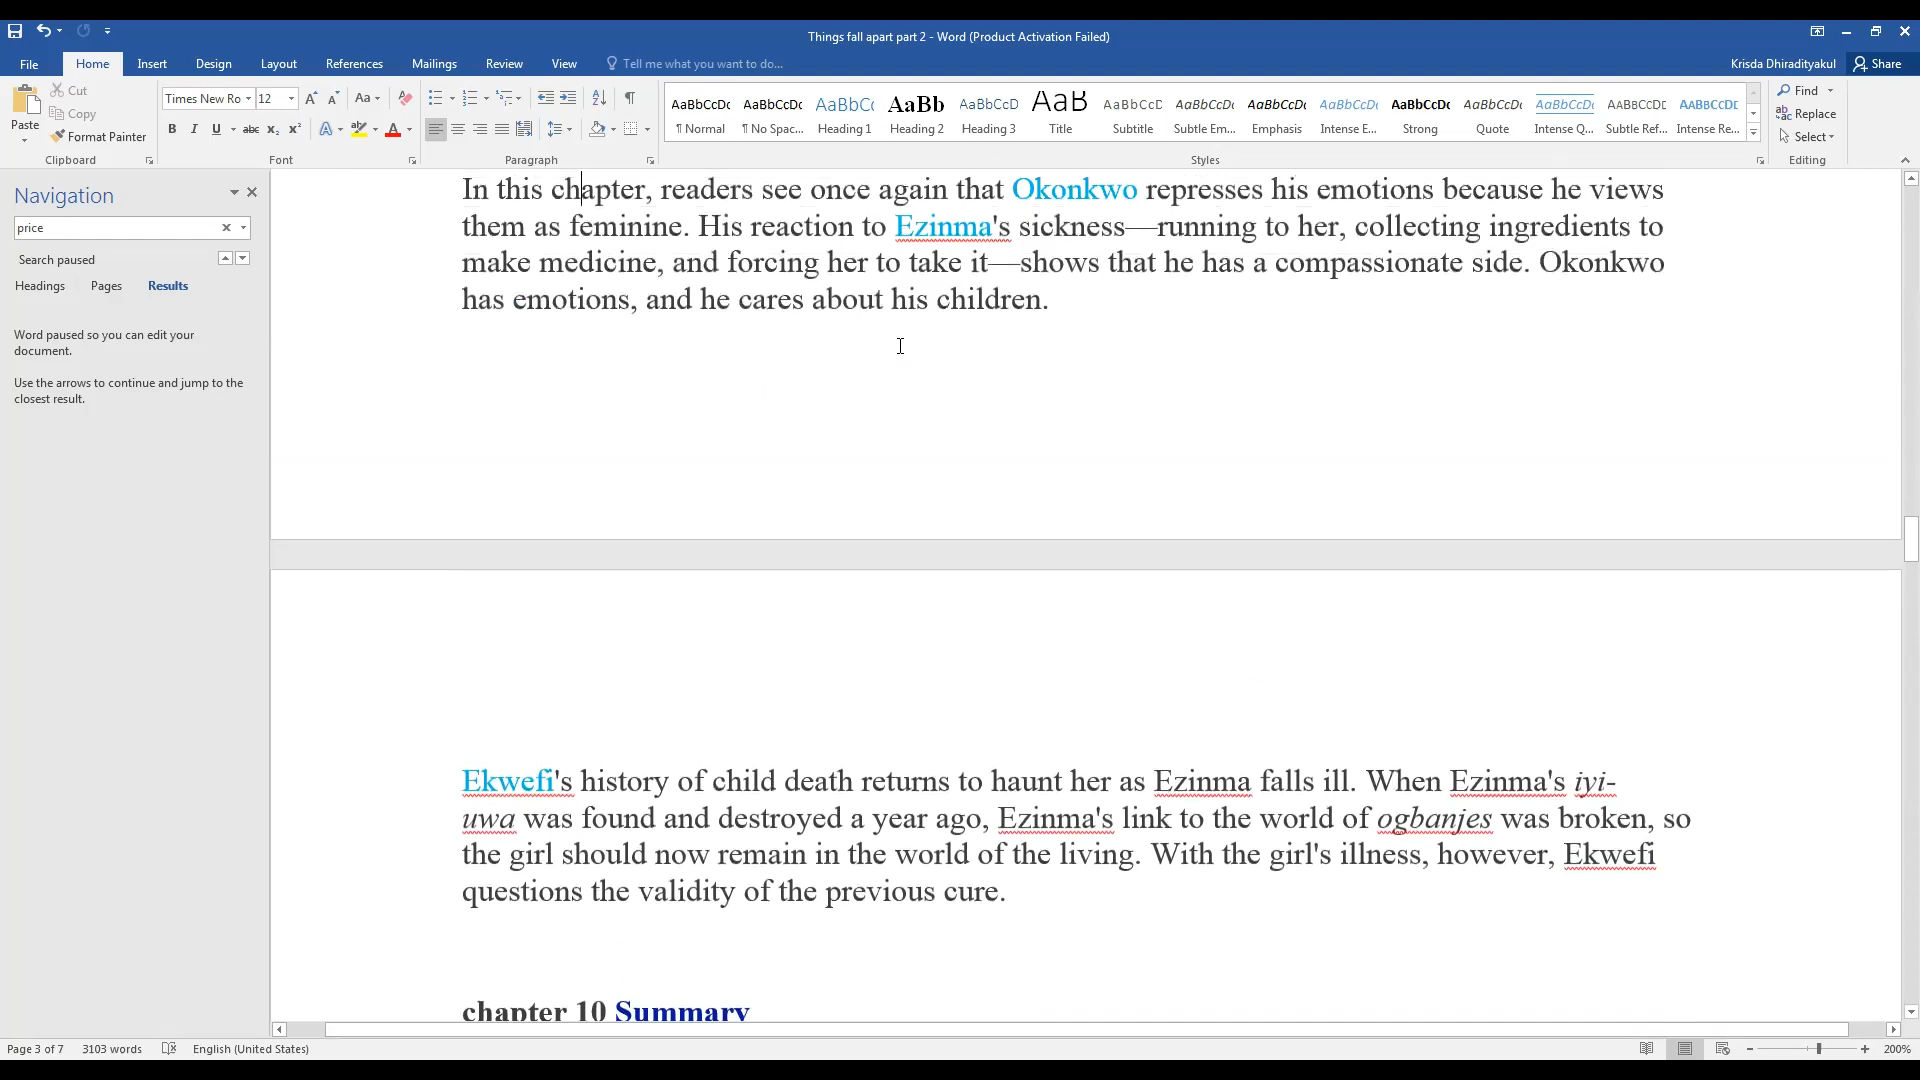 Things fall apart part 2 - Word (Product Activation Failed)
File Home Insert Design Layout References Mailings Review View Tell me what you want to do... Krisda Dhiradityakul Share
Paste
Cut
Copy
Format Painter
Clipboard
Times New Ro 12
Font
Paragraph
AaBbCcDc AaBbCcDc AaBbC AaBb AaBbCcD AaB AaBbCcD AaBbCcDc AaBbCcDc AaBbCcDc AaBbCcDc AaBbCcDc AaBbCcDc AABBCCDE AABBCCDE
¶ Normal ¶ No Spac... Heading 1 Heading 2 Heading 3 Title Subtitle Subtle Em... Emphasis Intense E... Strong Quote Intense Q... Subtle Ref... Intense Re...
Styles
Find
Replace
Select
Editing
Navigation
price
Search paused
Headings Pages Results
Word paused so you can edit your
document.
Use the arrows to continue and jump to the
closest result.
In this chapter, readers see once again that Okonkwo represses his emotions because he views
them as feminine. His reaction to Ezinma's sickness—running to her, collecting ingredients to
make medicine, and forcing her to take it—shows that he has a compassionate side. Okonkwo
has emotions, and he cares about his children.
Ekwefi's history of child death returns to haunt her as Ezinma falls ill. When Ezinma's iyi-
uwa was found and destroyed a year ago, Ezinma's link to the world of ogbanjes was broken, so
the girl should now remain in the world of the living. With the girl's illness, however, Ekwefi
questions the validity of the previous cure.
chapter 10 Summary
Page 3 of 7 3103 words English (United States) 200%